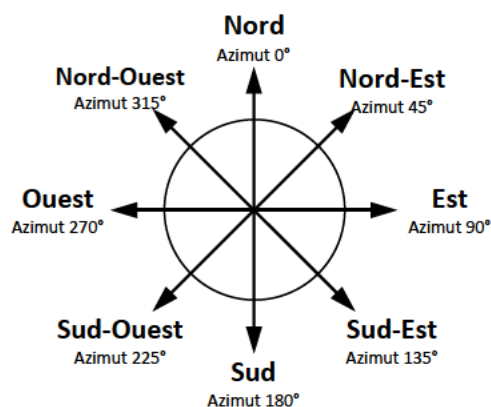 Nord
Azimut 0°
Nord-Ouest
Azimut 315°
Nord-Est
Azimut 45°
Ouest
Azimut 270°
Est
Azimut 90°
Sud-Ouest
Azimut 225°
Sud-Est
Azimut 135°
Sud
Azimut 180°